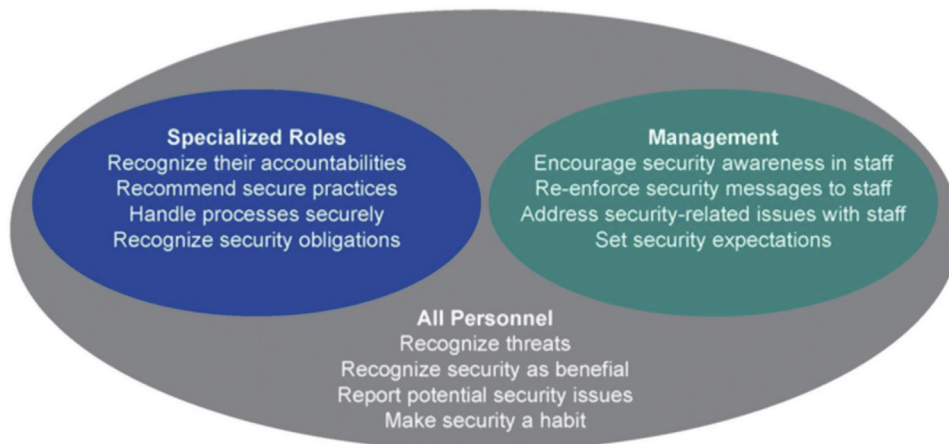 Specialized Roles
Recognize their accountabilities
Recommend secure practices
Handle processes securely
Recognize security obligations
Management
Encourage security awareness in staff
Re-enforce security messages to staff
Address security-related issues with staff
Set security expectations
All Personnel
Recognize threats
Recognize security as benefial
Report potential security issues
Make security a habit